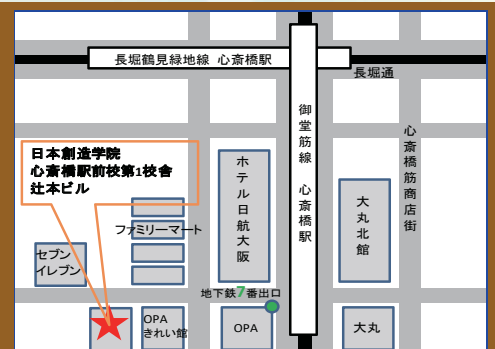 長堀鶴見緑地線 心斎橋駅
長堀通
御堂筋線 心斎橋駅
心斎橋筋商店街
日本創造学院
心斎橋駅前校第1校舎
辻本ビル
ホテル日航大阪
大丸北館
ファミリーマート
セブン
イレブン
地下鉄7番出口
OPA
きれい館
OPA
大丸